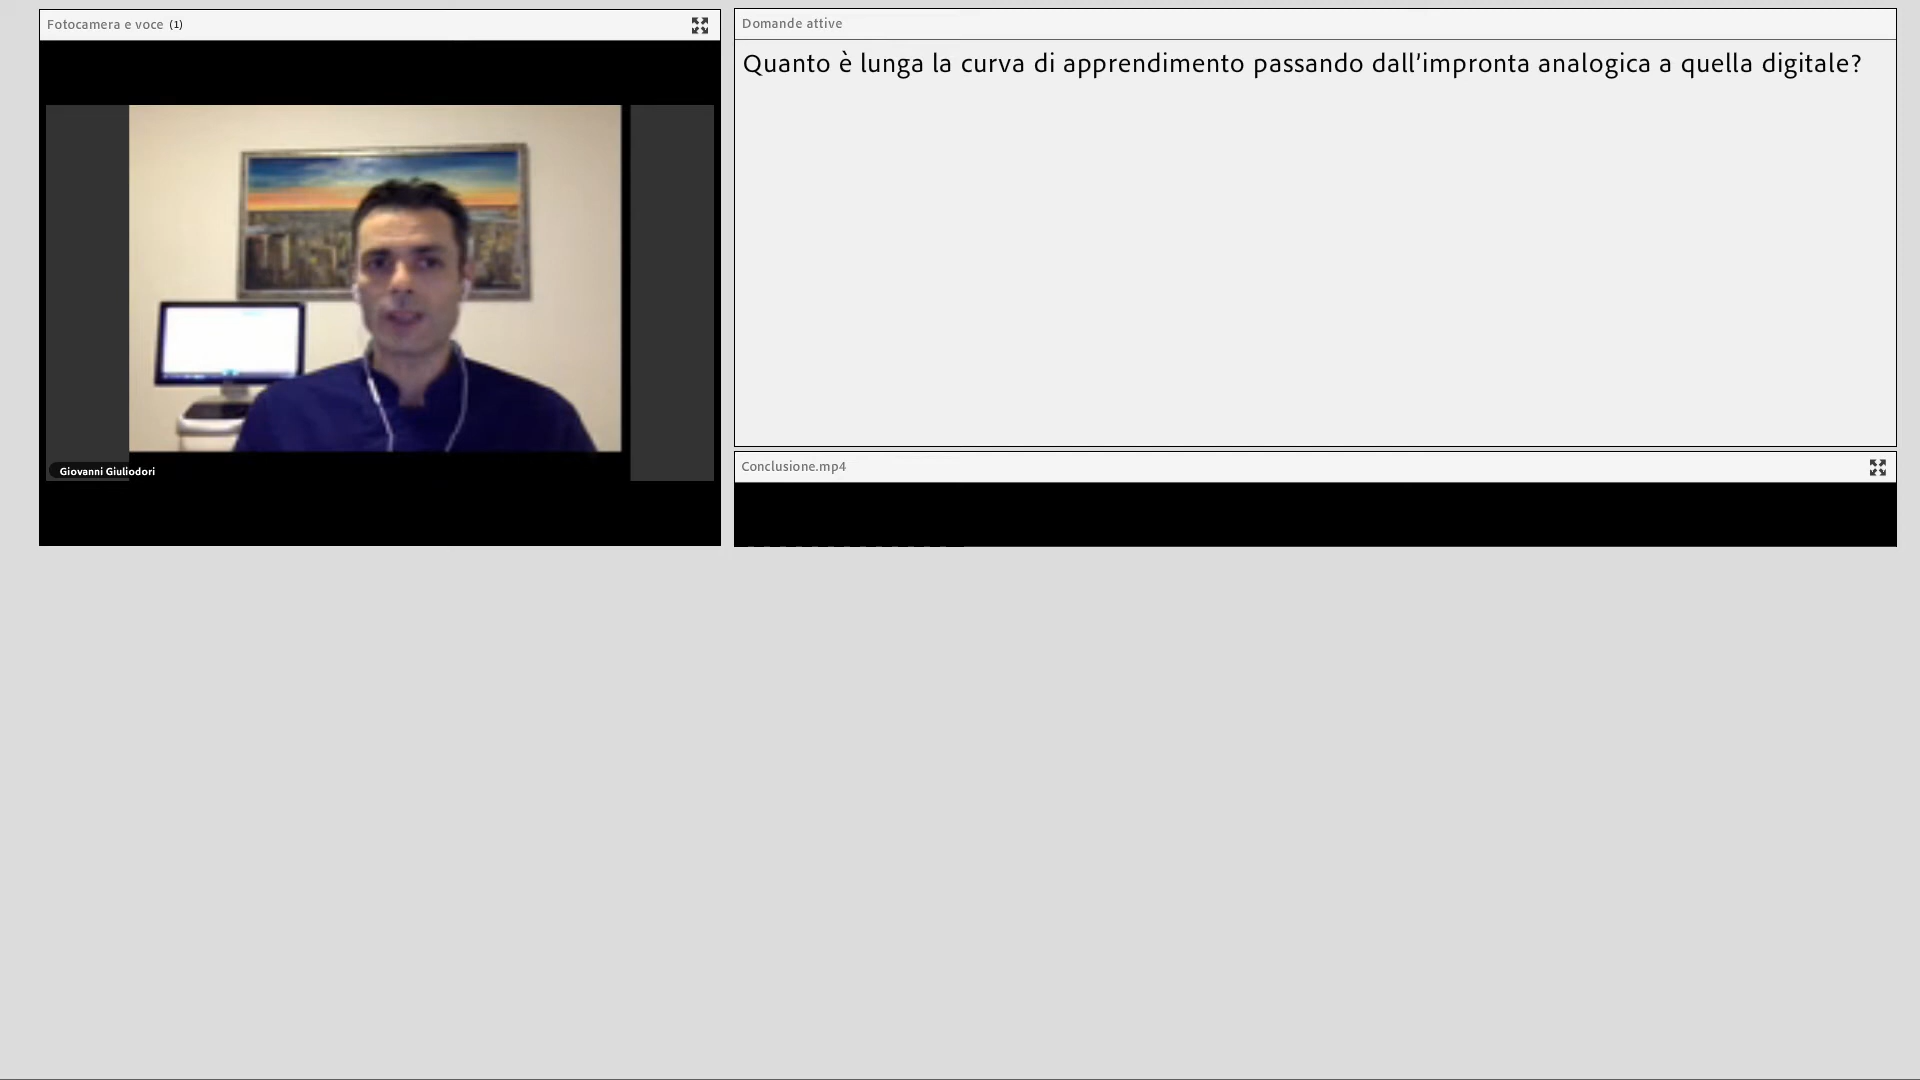 Fotocamera e voce (1)
Giovanni Giuliodori
Domande attive
Quanto è lunga la curva di apprendimento passando dall’impronta analogica a quella digitale?
Conclusione.mp4